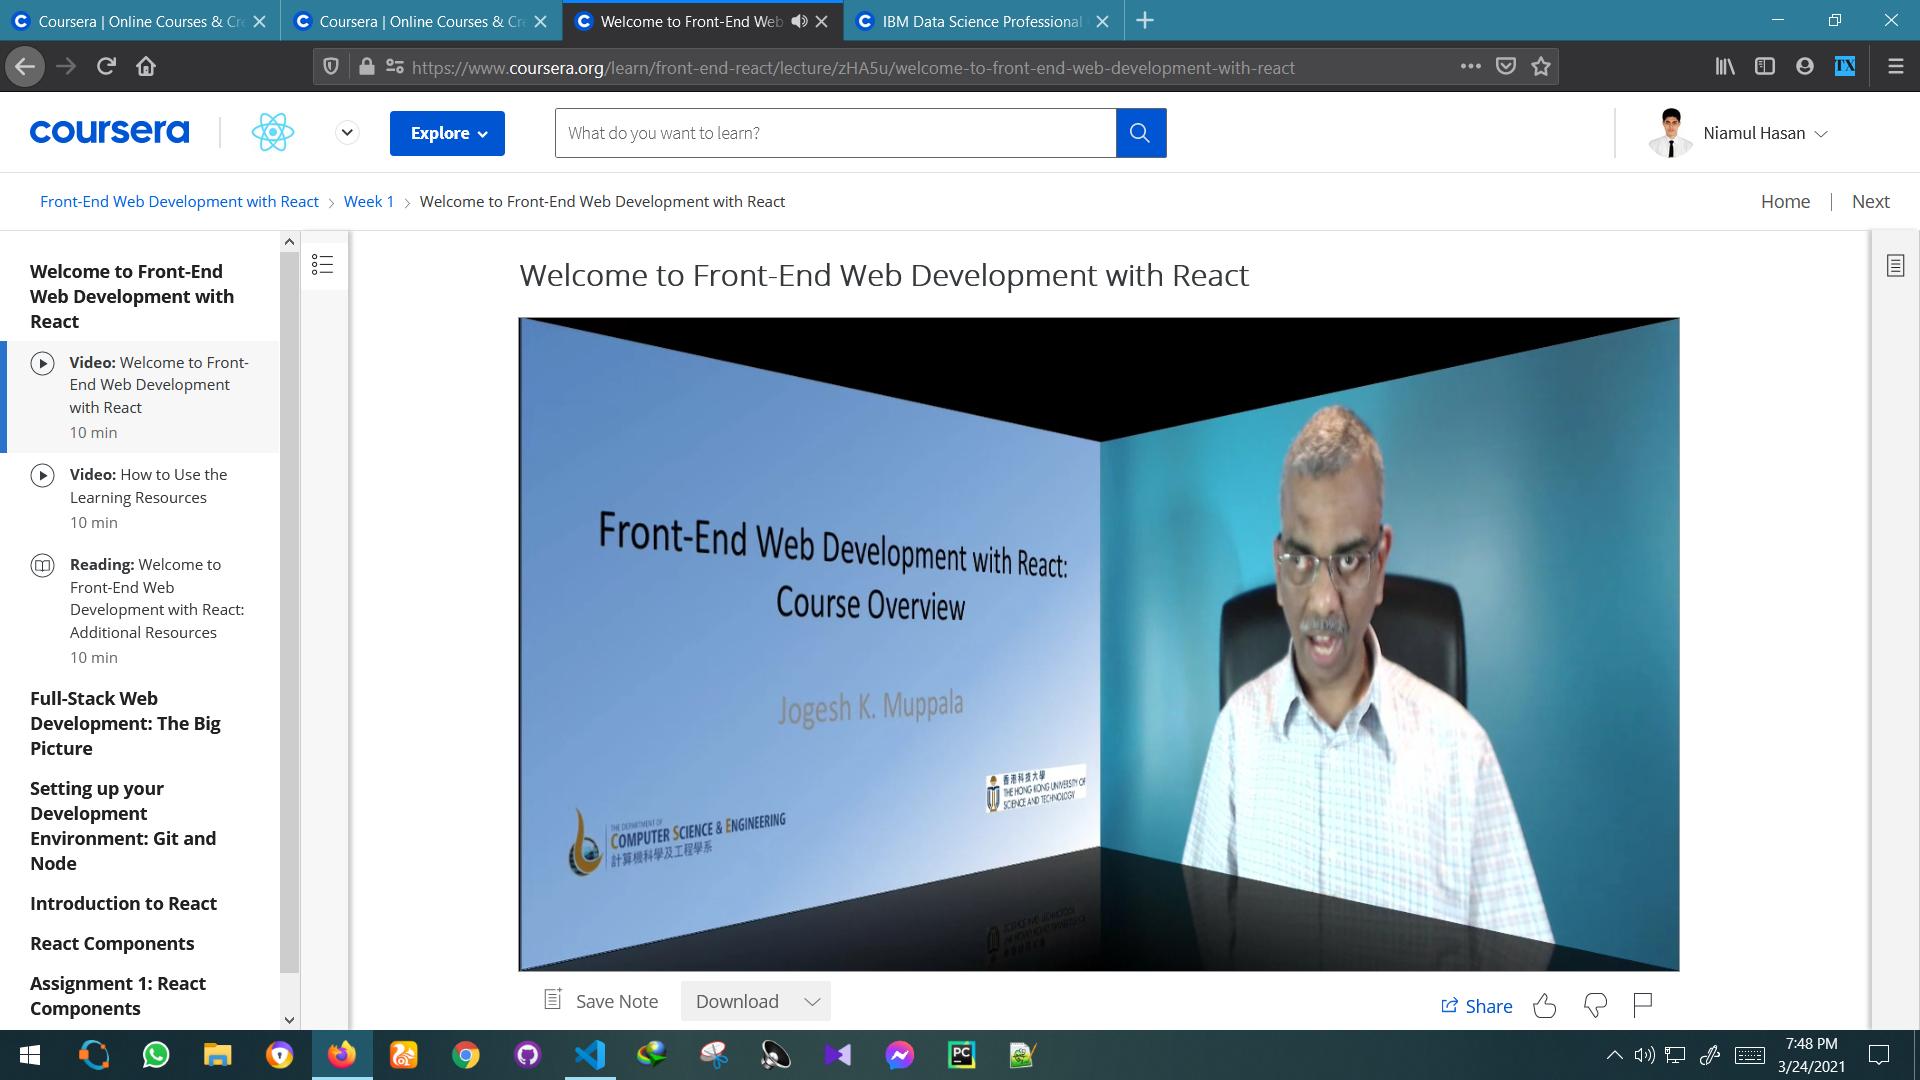 Coursera | Online Courses & Cre
Coursera | Online Courses & Cre
Welcome to Front-End Web
IBM Data Science Professional
https://www.coursera.org/learn/front-end-react/lecture/zHA5u/welcome-to-front-end-web-development-with-react
TX
coursera
Explore
What do you want to learn?
Niamul Hasan
Front-End Web Development with React > Week 1 > Welcome to Front-End Web Development with React
Home | Next
Welcome to Front-End
Web Development with
React
Video: Welcome to Front-
End Web Development
with React
10 min
Video: How to Use the
Learning Resources
10 min
Reading: Welcome to
Front-End Web
Development with React:
Additional Resources
10 min
Full-Stack Web
Development: The Big
Picture
Setting up your
Development
Environment: Git and
Node
Introduction to React
React Components
Assignment 1: React
Components
Welcome to Front-End Web Development with React
Front-End Web Development with React:
Course Overview
Jogesh K. Muppala
THE DEPARTMENT OF
COMPUTER SCIENCE & ENGINEERING
計算機科學及工程學系
香港科技大學
THE HONG KONG UNIVERSITY OF
SCIENCE AND TECHNOLOGY
Save Note
Download
Share
PC
7:48 PM
3/24/2021